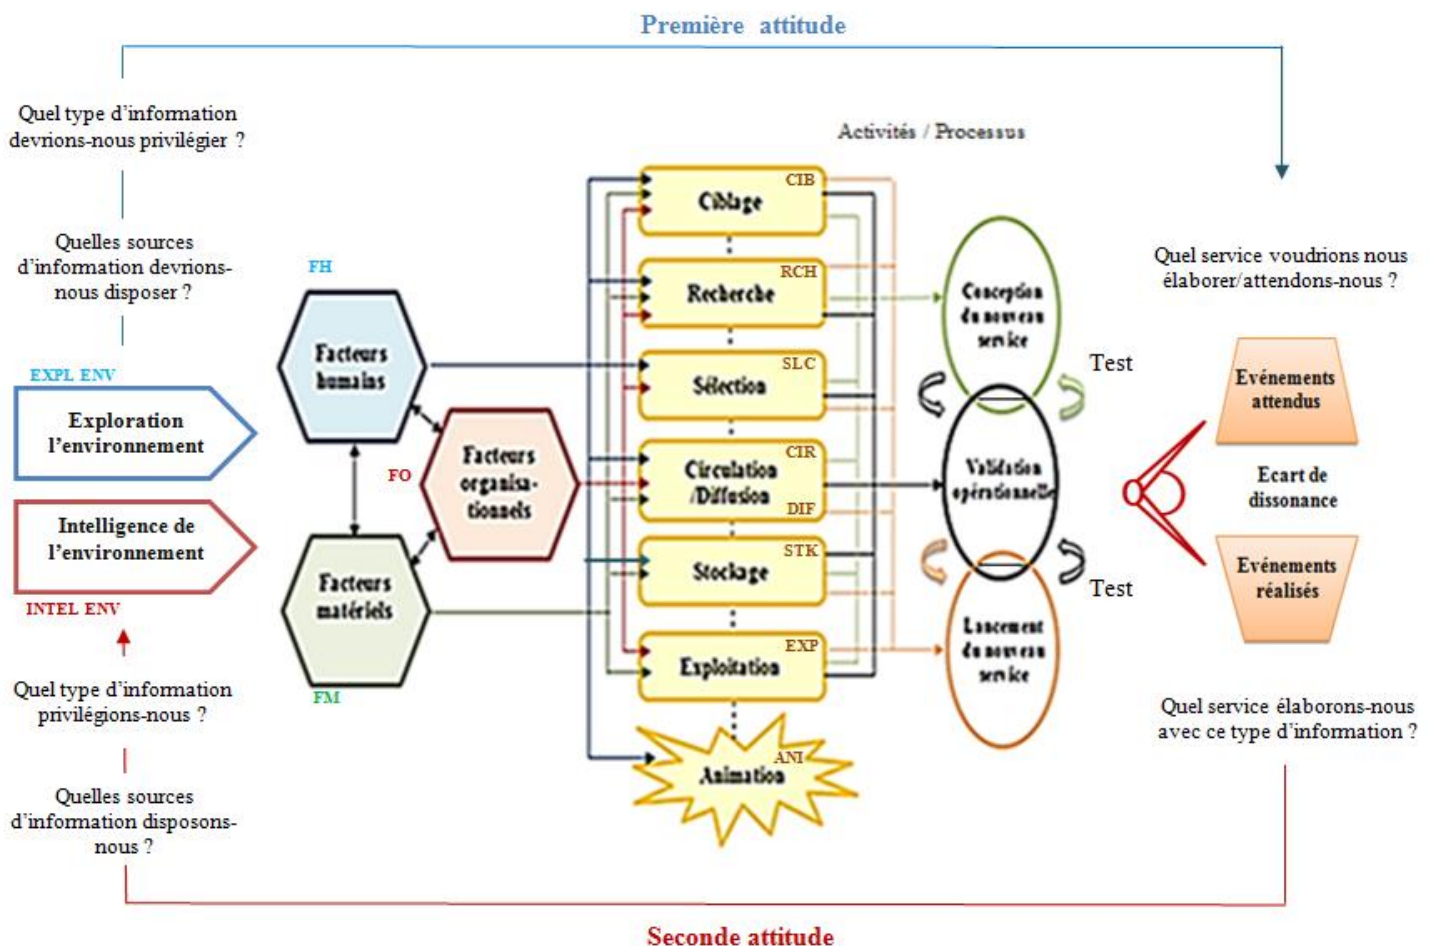 Première attitude
Quel type d'information
devrions-nous privilégier ?
Quelles sources
d'information devrions-
nous disposer ?
EXPL ENV
Exploration
l'environnement
Intelligence de
l'environnement
INTEL ENV
Quel type d'information
privilégions-nous ?
Quelles sources
d'information disposons-
nous ?
FH
Facteurs
humains
FO
Facteurs
organisa-
tionnels
Facteurs
matériels
FM
Activités / Processus
CIB
Ciblage
RCH
Recherche
SLC
Sélection
CIR
Circulation
/Diffusion
DIF
STK
Stockage
EXP
Exploitation
ANI
Animation
Conception
du nouveau
service
Test
Validation
opérationnelle
Test
Lancement
du nouveau
service
Quel service voudrions nous
élaborer/attendons-nous ?
Evénements
attendus
Ecart de
dissonance
Evénements
réalisés
Quel service élaborons-nous
avec ce type d'information ?
Seconde attitude